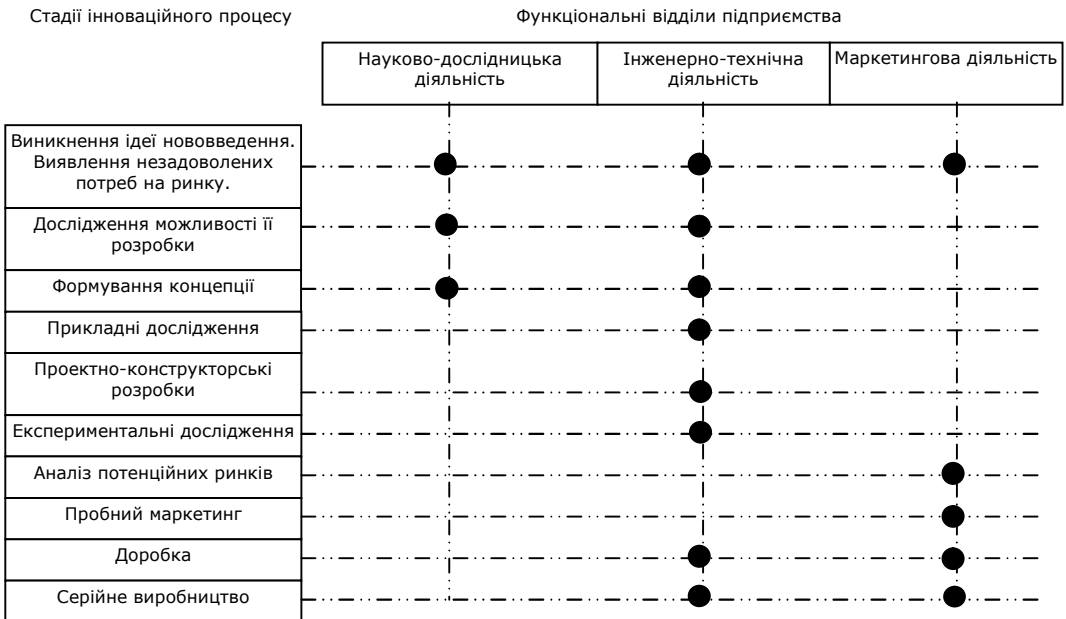 Стадії інноваційного процесу
Функціональні відділи підприємства
Науково-дослідницька
діяльність
Інженерно-технічна
діяльність
Маркетингова діяльність
Виникнення ідеї нововведення.
Виявлення незадоволених
потреб на ринку.
Дослідження можливості її
розробки
Формування концепції
Прикладні дослідження
Проектно-конструкторські
розробки
Експериментальні дослідження
Аналіз потенційних ринків
Пробний маркетинг
Доробка
Серійне виробництво